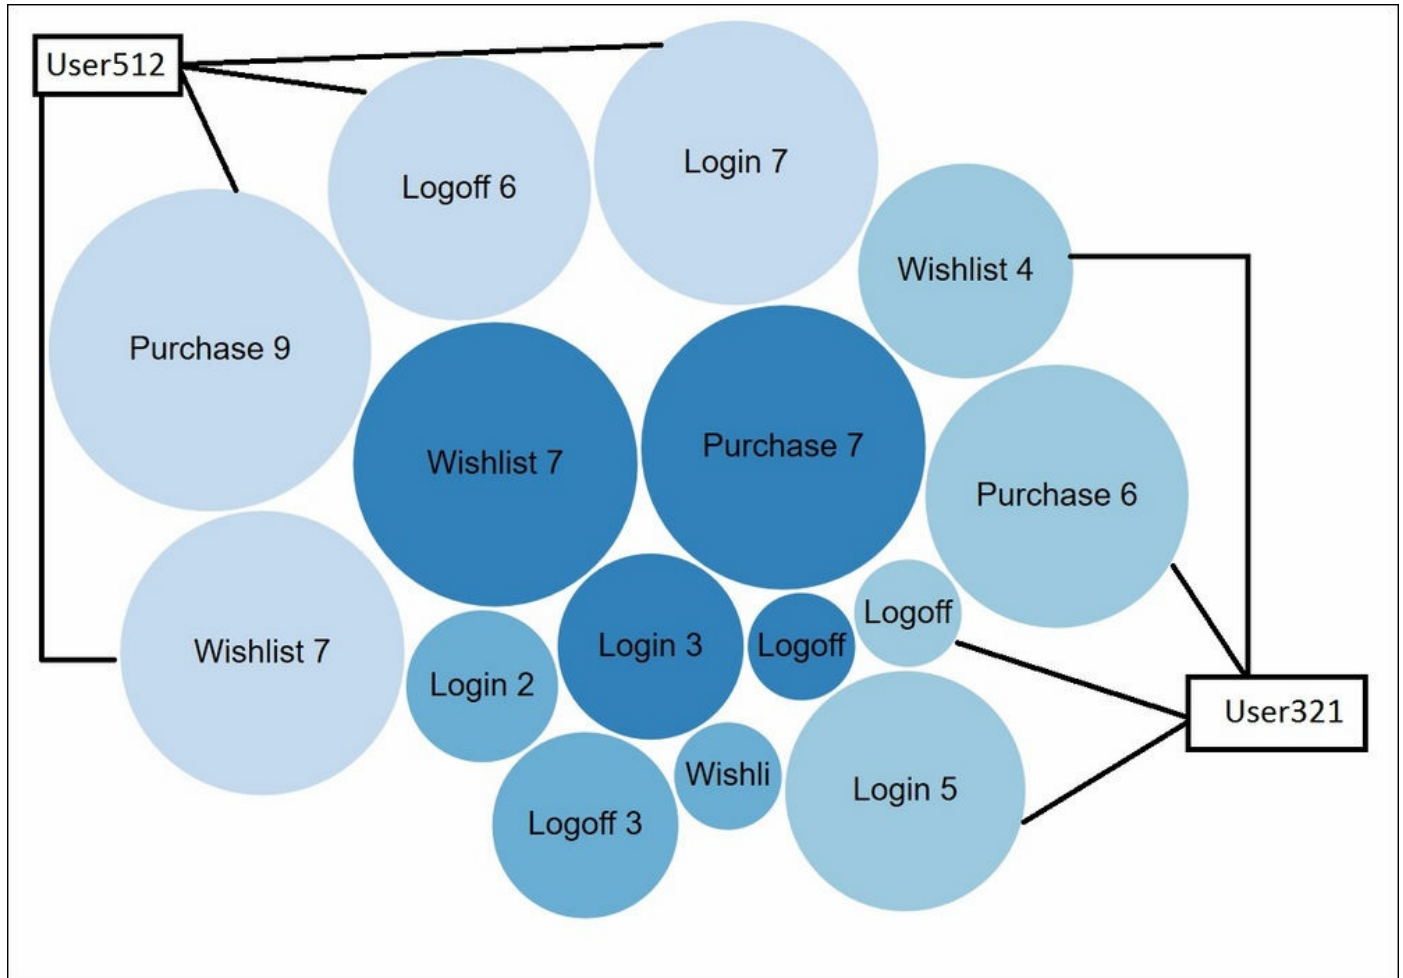 User512
Login 7
Logoff 6
Wishlist 4
Purchase 9
Purchase 7
Wishlist 7
Purchase 6
Logoff
Login 3
Logoff
Wishlist 7
Login 2
User321
Wishli
Login 5
Logoff 3